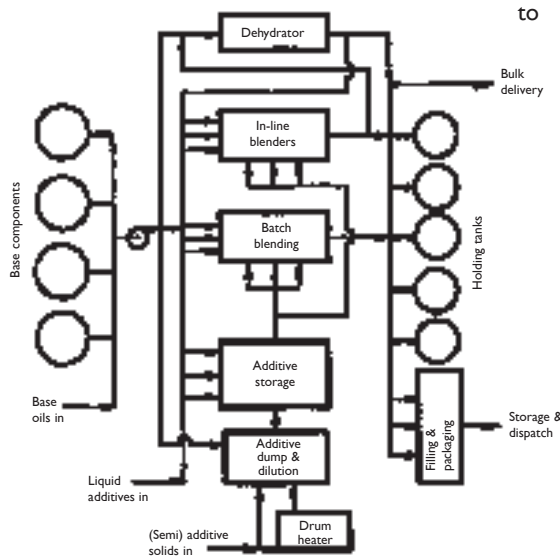 to
Dehydrator
Bulk
delivery
In-line
blenders
Base components
Batch
blending
Holding tanks
Additive
storage
Base
oils in
Filling &
packaging
Storage &
dispatch
Additive
dump &
dilution
Liquid
additives in
Drum
heater
(Semi) additive
solids in